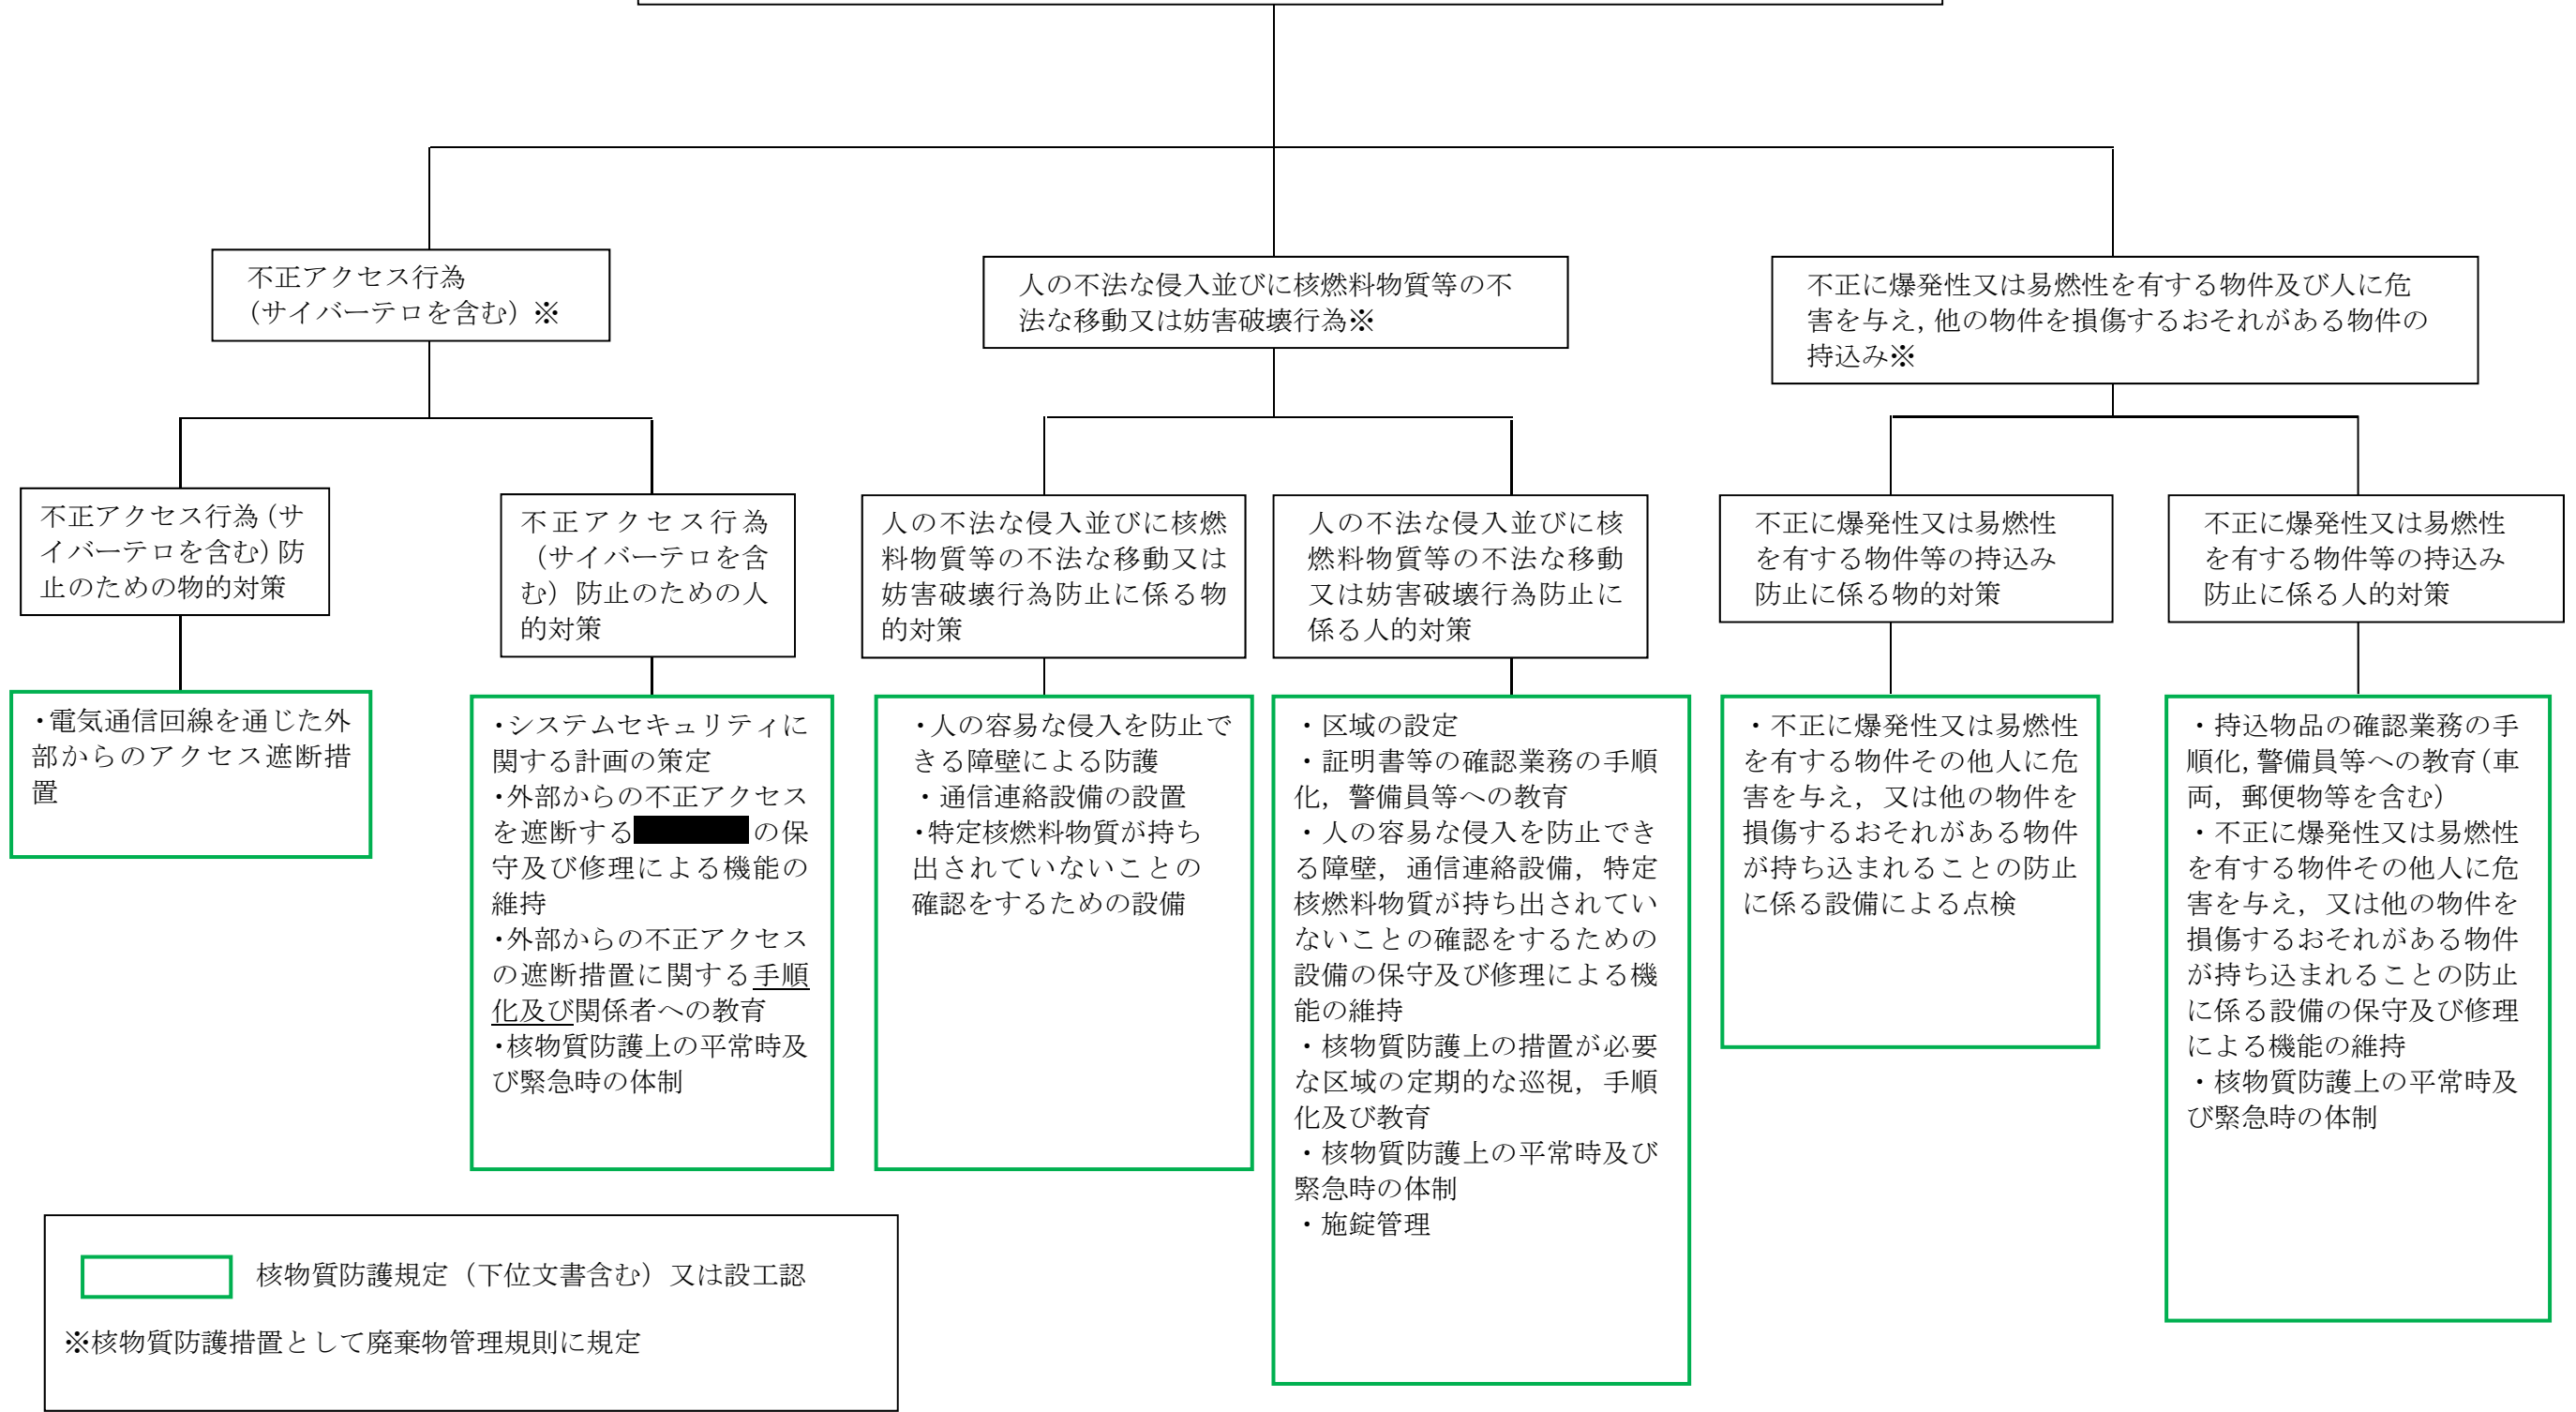 不正アクセス行為
(サイバーテロを含む)※
人の不法な侵入並びに核燃料物質等の不
法な移動又は妨害破壊行為※
不正に爆発性又は易燃性を有する物件及び人に危
害を与え,他の物件を損傷するおそれがある物件の
持込み※
不正アクセス行為(サ
イバーテロを含む)防
止のための物的対策
不正アクセス行為
(サイバーテロを含
む)防止のための人
的対策
人の不法な侵入並びに核燃
料物質等の不法な移動又は
妨害破壊行為防止に係る物
的対策
人の不法な侵入並びに核
燃料物質等の不法な移動
又は妨害破壊行為防止に
係る人的対策
不正に爆発性又は易燃性
を有する物件等の持込み
防止に係る物的対策
不正に爆発性又は易燃性
を有する物件等の持込み
防止に係る人的対策
・電気通信回線を通じた外
部からのアクセス遮断措
置
・システムセキュリティに
関する計画の策定
・外部からの不正アクセス
を遮断する の保
守及び修理による機能の
維持
・外部からの不正アクセス
の遮断措置に関する手順
化及び関係者への教育
・核物質防護上の平常時及
び緊急時の体制
・人の容易な侵入を防止で
きる障壁による防護
・通信連絡設備の設置
・特定核燃料物質が持ち
出されていないことの
確認をするための設備
・区域の設定
・証明書等の確認業務の手順
化,警備員等への教育
・人の容易な侵入を防止でき
る障壁,通信連絡設備,特定
核燃料物質が持ち出されてい
ないことの確認をするための
設備の保守及び修理による機
能の維持
・核物質防護上の措置が必要
な区域の定期的な巡視,手順
化及び教育
・核物質防護上の平常時及び
緊急時の体制
・施錠管理
・不正に爆発性又は易燃性
を有する物件その他人に危
害を与え,又は他の物件を
損傷するおそれがある物件
が持ち込まれることの防止
に係る設備による点検
・持込物品の確認業務の手
順化,警備員等への教育(車
両,郵便物等を含む)
・不正に爆発性又は易燃性
を有する物件その他人に危
害を与え,又は他の物件を
損傷するおそれがある物件
が持ち込まれることの防止
に係る設備の保守及び修理
による機能の維持
・核物質防護上の平常時及
び緊急時の体制
核物質防護規定(下位文書含む)又は設工認
※核物質防護措置として廃棄物管理規則に規定